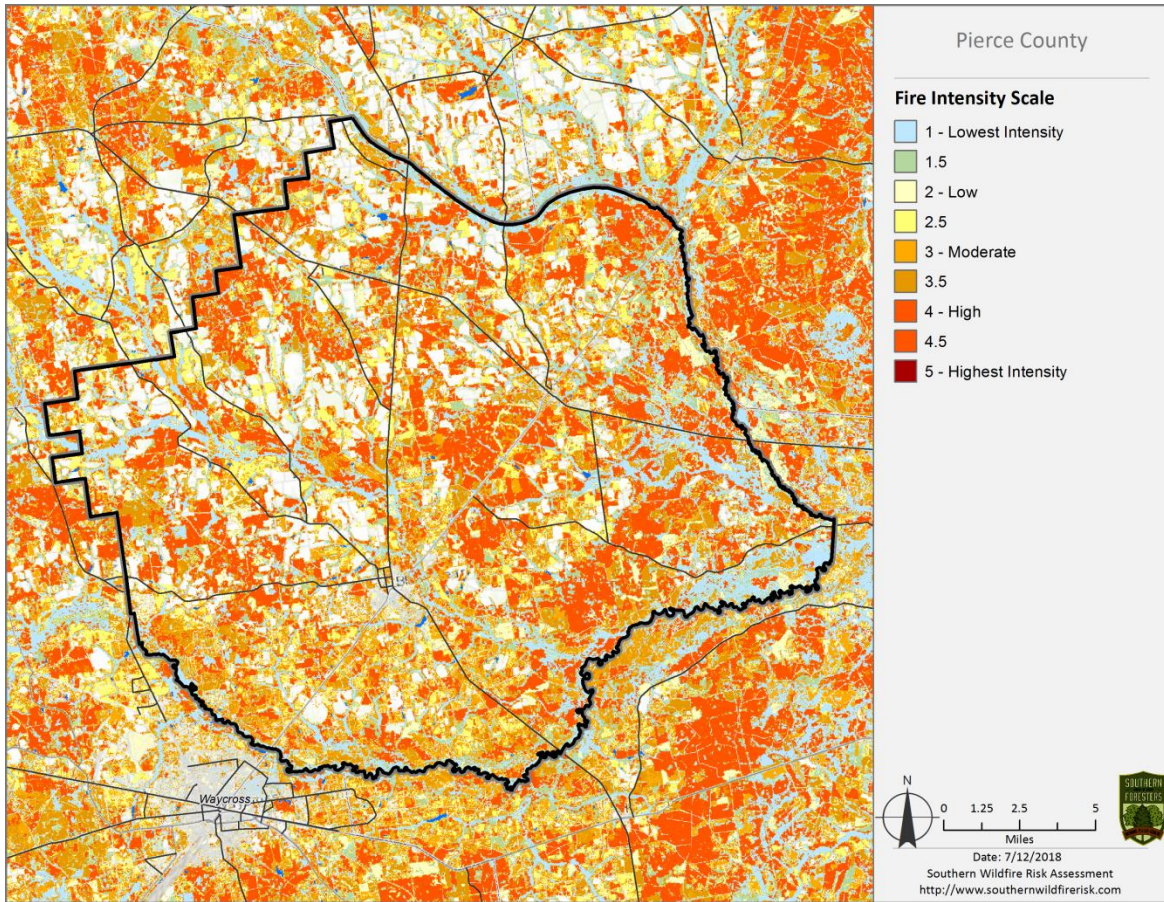 Pierce County
Fire Intensity Scale
1 - Lowest Intensity
1.5
2 - Low
2.5
3 - Moderate
3.5
4 - High
4.5
5 - Highest Intensity
Waycross
N
0 1.25 2.5 5
Miles
SOUTHERN
FORESTERS
Date: 7/12/2018
Southern Wildfire Risk Assessment
http://www.southernwildfirerisk.com